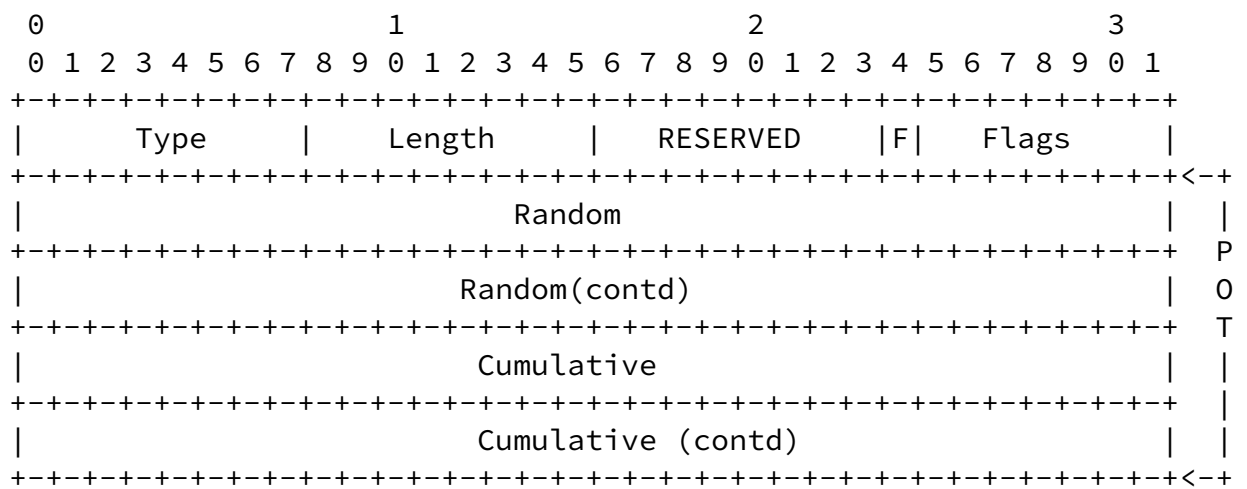 0                   1                   2                   3
 0 1 2 3 4 5 6 7 8 9 0 1 2 3 4 5 6 7 8 9 0 1 2 3 4 5 6 7 8 9 0 1
+-+-+-+-+-+-+-+-+-+-+-+-+-+-+-+-+-+-+-+-+-+-+-+-+-+-+-+-+-+-+-+-+
|      Type     |    Length     |   RESERVED    |F|   Flags     |
+-+-+-+-+-+-+-+-+-+-+-+-+-+-+-+-+-+-+-+-+-+-+-+-+-+-+-+-+-+-+-+-+<-+
|                           Random                              |  |
+-+-+-+-+-+-+-+-+-+-+-+-+-+-+-+-+-+-+-+-+-+-+-+-+-+-+-+-+-+-+-+-+  P
|                        Random(contd)                          |  O
+-+-+-+-+-+-+-+-+-+-+-+-+-+-+-+-+-+-+-+-+-+-+-+-+-+-+-+-+-+-+-+-+  T
|                         Cumulative                            |  |
+-+-+-+-+-+-+-+-+-+-+-+-+-+-+-+-+-+-+-+-+-+-+-+-+-+-+-+-+-+-+-+-+  |
|                         Cumulative (contd)                    |  |
+-+-+-+-+-+-+-+-+-+-+-+-+-+-+-+-+-+-+-+-+-+-+-+-+-+-+-+-+-+-+-+-+<-+